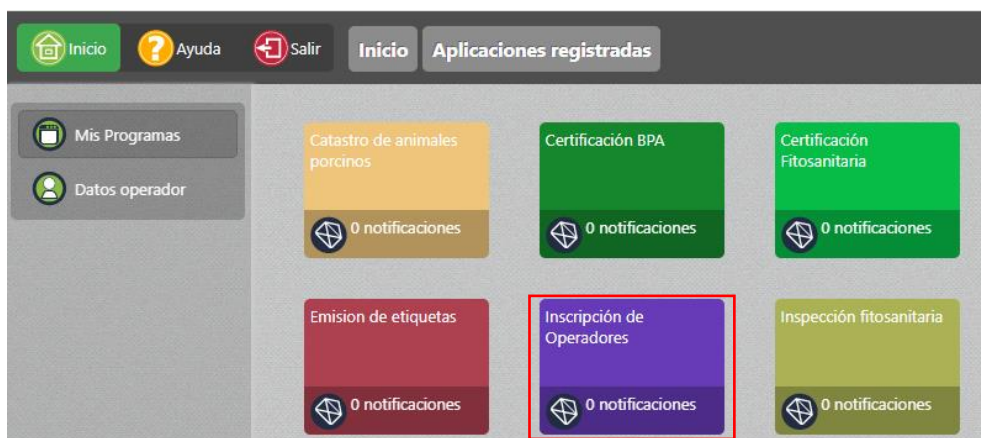 Inicio Ayuda Salir Inicio Aplicaciones registradas
Mis Programas
Datos operador
Catastro de animales
porcinos
0 notificaciones
Certificación BPA
0 notificaciones
Certificación
Fitosanitaria
0 notificaciones
Emision de etiquetas
0 notificaciones
Inscripción de
Operadores
0 notificaciones
Inspección fitosanitaria
0 notificaciones